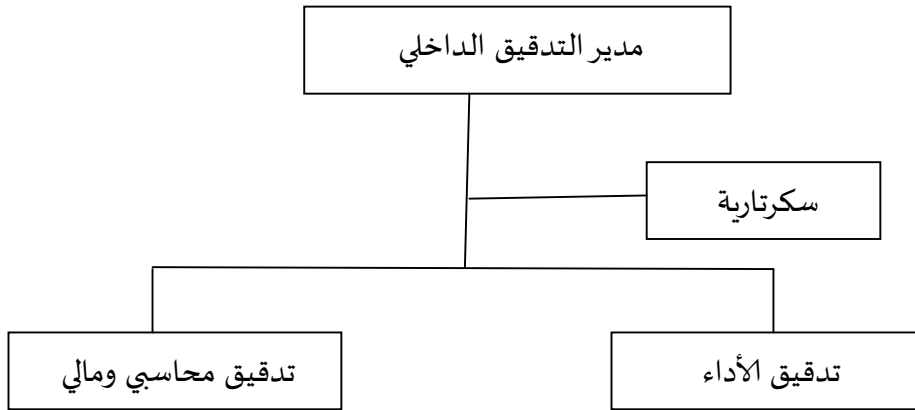 مدير التدقيق الداخلي
سكرتارية
تدقيق الأداء
تدقيق محاسبي ومالي